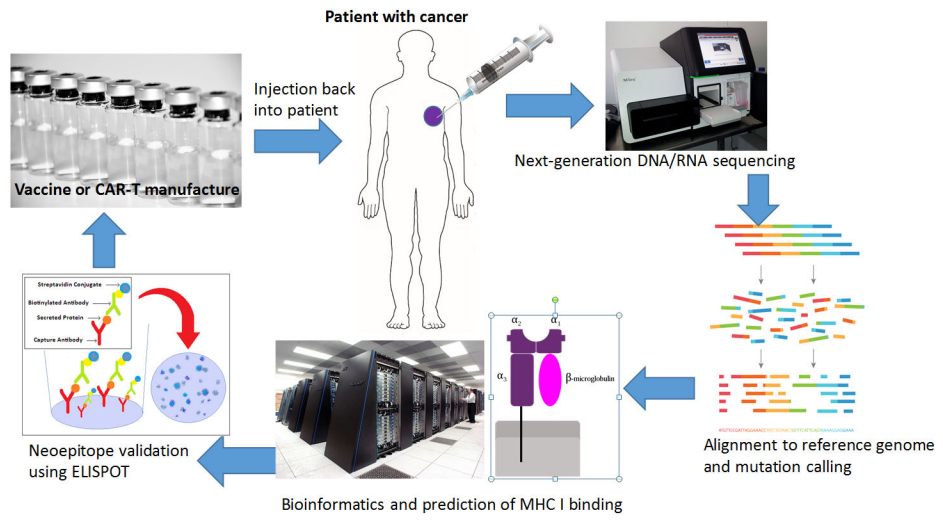 Patient with cancer
Injection back
into patient
Next-generation DNA/RNA sequencing
Vaccine or CAR-T manufacture
Streptavidin Conjugate
Biotinylated Antibody
Secreted Protein
Capture Antibody
α₂
α₁
α₃
β-microglobulin
Alignment to reference genome
and mutation calling
Neoepitope validation
using ELISPOT
Bioinformatics and prediction of MHC I binding